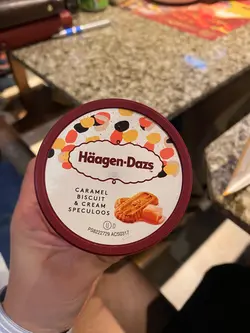 Häagen-Dazs
CARAMEL
BISCUIT
& CREAM
SPECULOOS